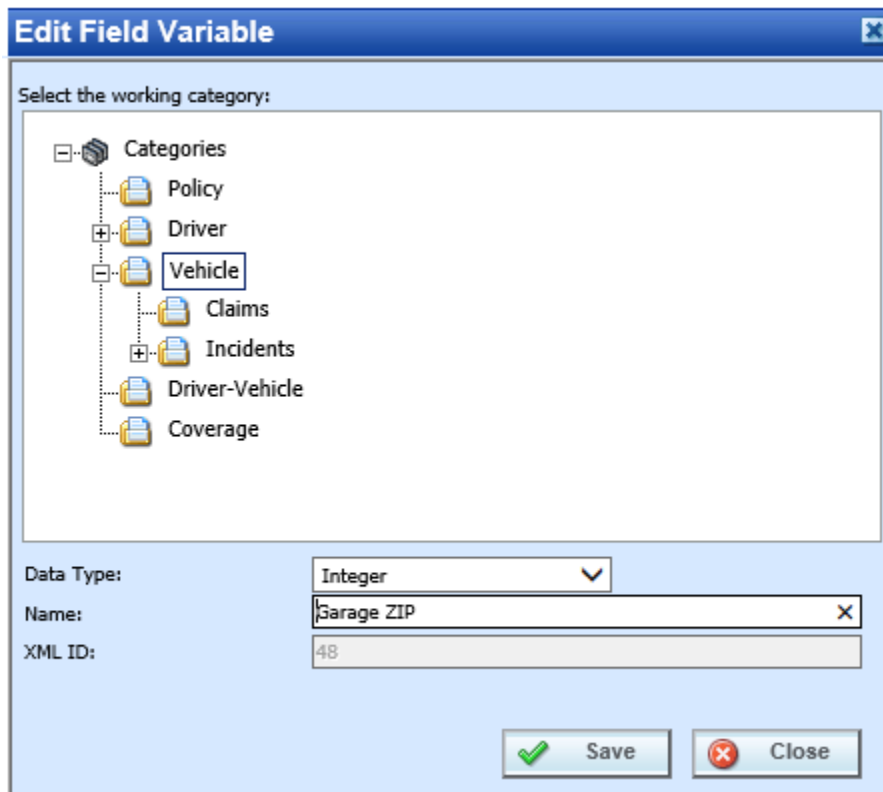 Edit Field Variable
Select the working category:
Categories
Policy
Driver
Vehicle
Claims
Incidents
Driver-Vehicle
Coverage
Data Type: Integer
Name: Garage ZIP
XML ID: 48
Save Close